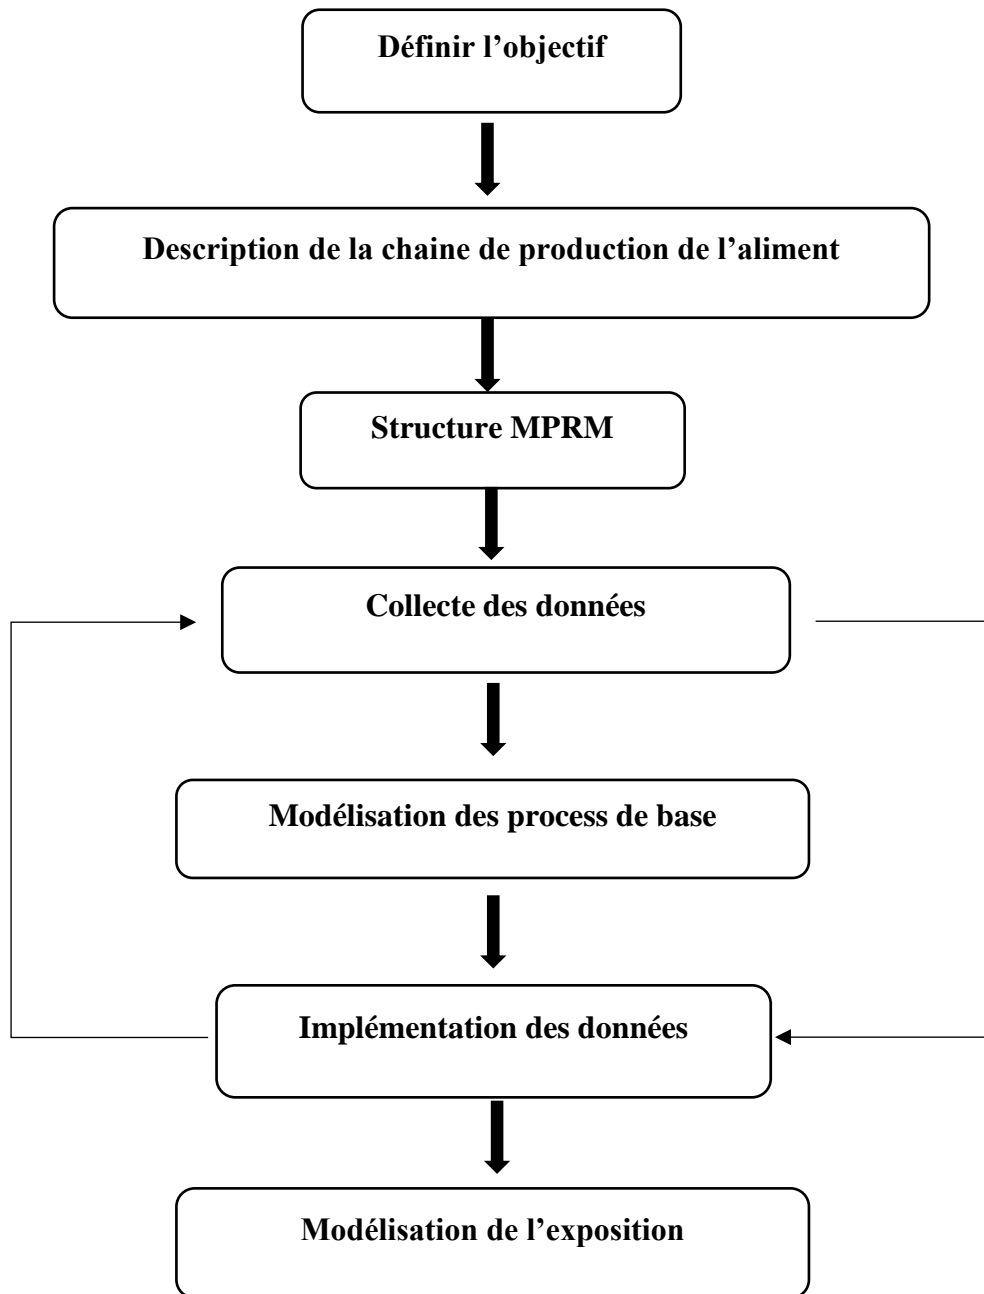 Définir l’objectif
Description de la chaine de production de l’aliment
Structure MPRM
Collecte des données
Modélisation des process de base
Implémentation des données
Modélisation de l’exposition